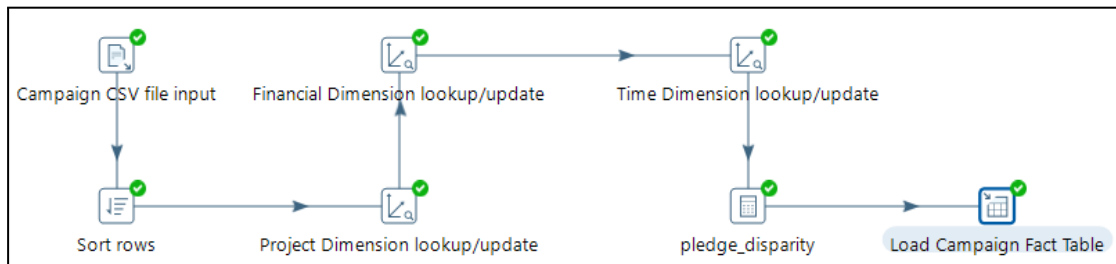 Campaign CSV file input
Financial Dimension lookup/update
Time Dimension lookup/update
Sort rows
Project Dimension lookup/update
pledge_disparity
Load Campaign Fact Table